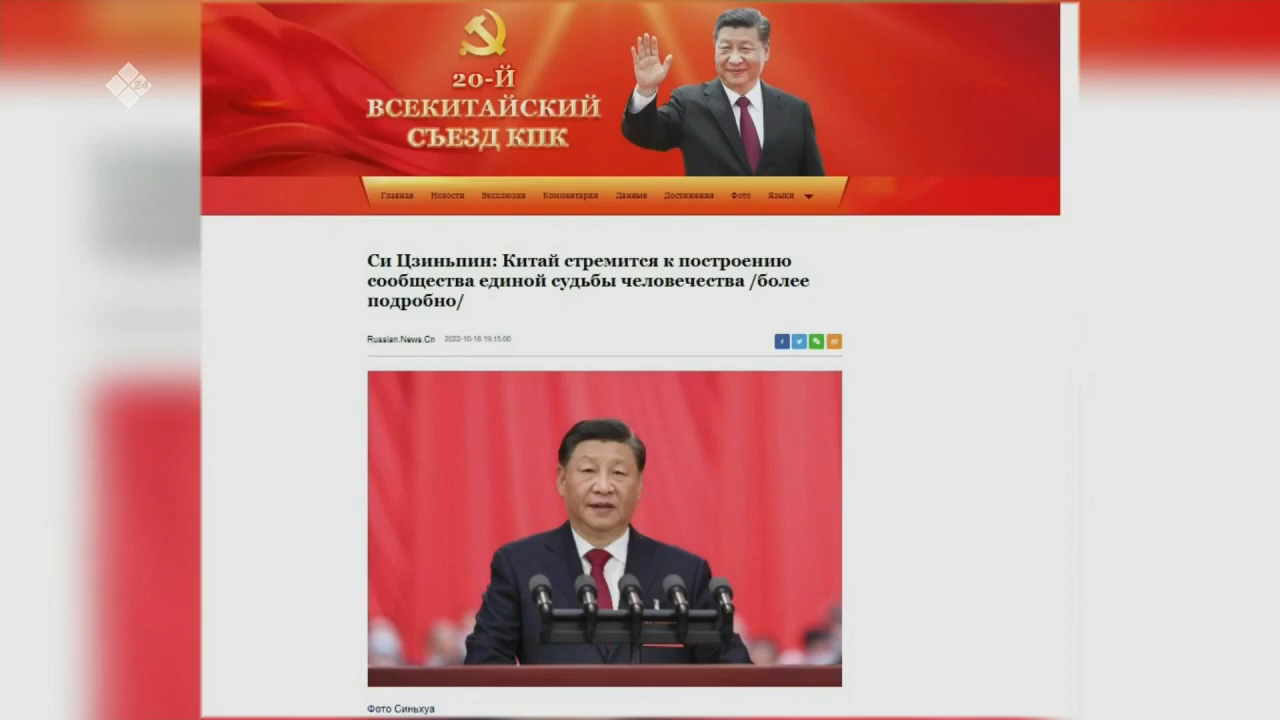 24
20-Й
ВСЕКИТАЙСКИЙ
СЪЕЗД КПК
Главная Новости Эксклюзив Комментарии Данные Достижения Фото Языки
Си Цзиньпин: Китай стремится к построению
сообщества единой судьбы человечества /более
подробно/
Russian.News.Cn 2022-10-16 19:15:00
Фото Синьхуа